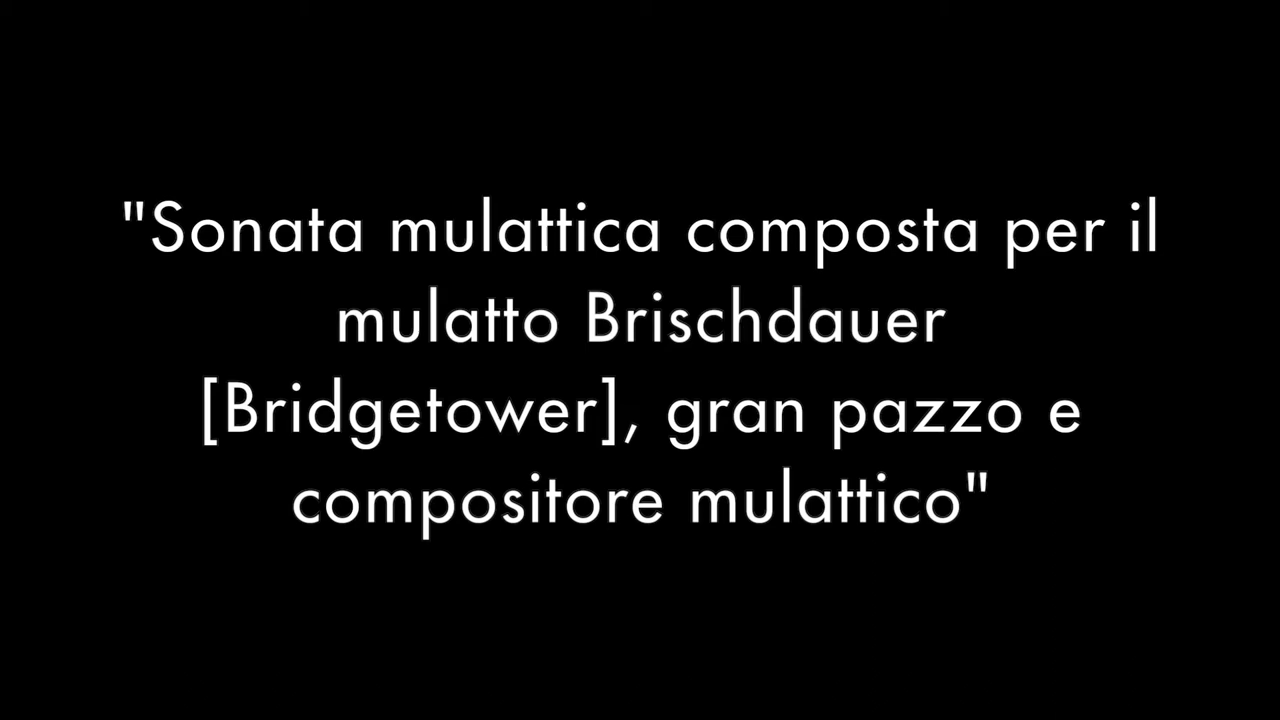 "Sonata mulattica composta per il
mulatto Brischdauer
[Bridgetower], gran pazzo e
compositore mulattico"